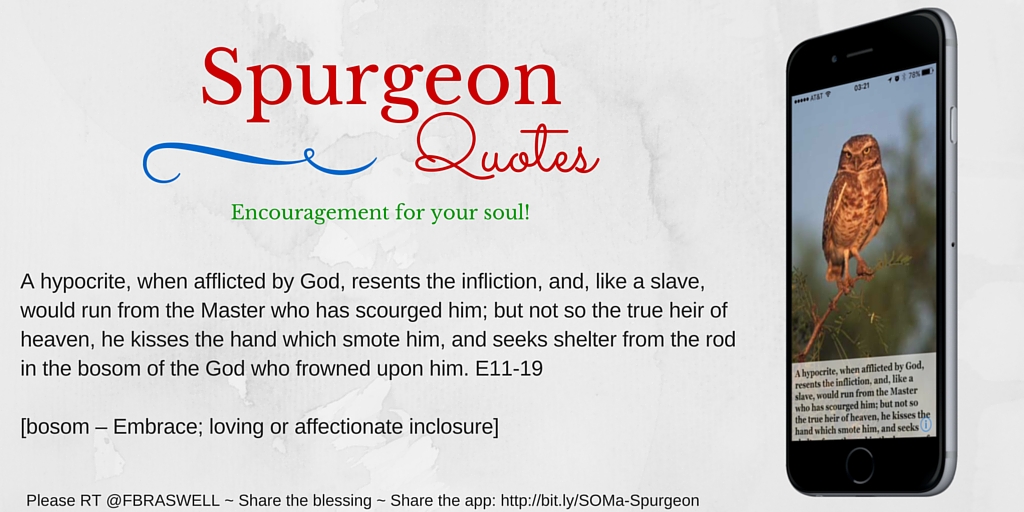 Spurgeon
Quotes
Encouragement for your soul!
A hypocrite, when afflicted by God, resents the infliction, and, like a slave,
would run from the Master who has scourged him; but not so the true heir of
heaven, he kisses the hand which smote him, and seeks shelter from the rod
in the bosom of the God who frowned upon him. E11-19
[bosom – Embrace; loving or affectionate inclosure]
Please RT @FBRASWELL ~ Share the blessing ~ Share the app: http://bit.ly/SOMa-Spurgeon
AT&T 03:21 78%
A hypocrite, when afflicted by God,
resents the infliction, and, like a
slave, would run from the Master
who has scourged him; but not so
the true heir of heaven, he kisses the
hand which smote him, and seeks